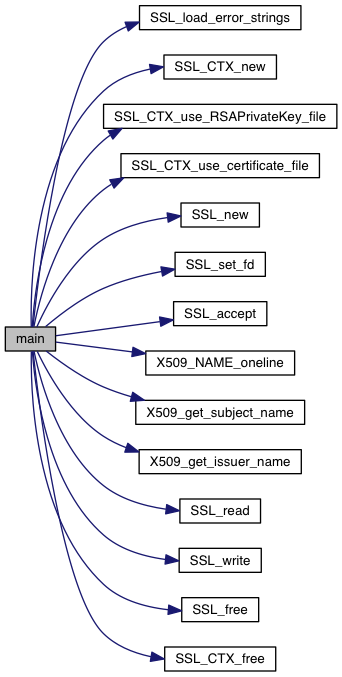 SSL_load_error_strings
SSL_CTX_new
SSL_CTX_use_RSAPrivateKey_file
SSL_CTX_use_certificate_file
SSL_new
SSL_set_fd
SSL_accept
main
X509_NAME_oneline
X509_get_subject_name
X509_get_issuer_name
SSL_read
SSL_write
SSL_free
SSL_CTX_free